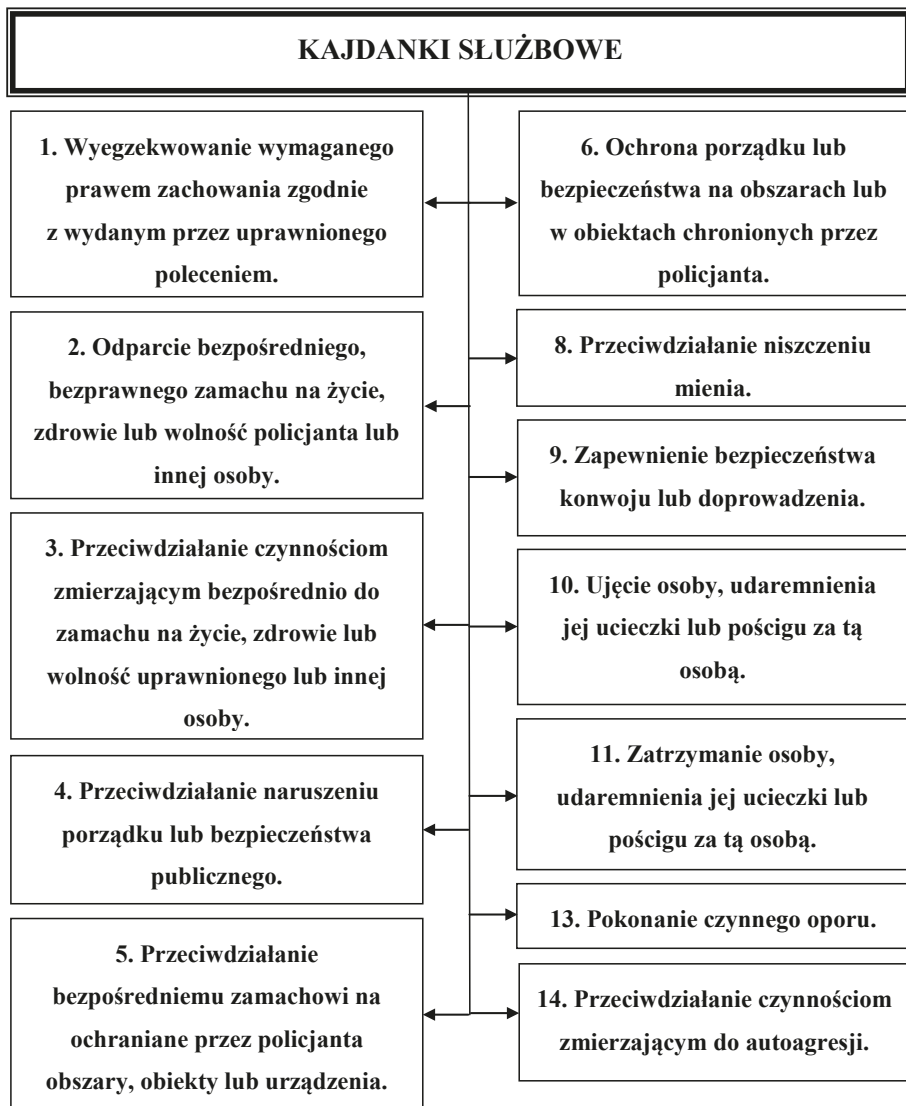 KAJDANKI SŁUŻBOWE
1. Wyegzekwowanie wymaganego
prawem zachowania zgodnie
z wydanym przez uprawnionego
poleceniem.
2. Odparcie bezpośredniego,
bezprawnego zamachu na życie,
zdrowie lub wolność policjanta lub
innej osoby.
3. Przeciwdziałanie czynnościom
zmierzającym bezpośrednio do
zamachu na życie, zdrowie lub
wolność uprawnionego lub innej
osoby.
4. Przeciwdziałanie naruszeniu
porządku lub bezpieczeństwa
publicznego.
5. Przeciwdziałanie
bezpośredniemu zamachowi na
ochraniane przez policjanta
obszary, obiekty lub urządzenia.
6. Ochrona porządku lub
bezpieczeństwa na obszarach lub
w obiektach chronionych przez
policjanta.
8. Przeciwdziałanie niszczeniu
mienia.
9. Zapewnienie bezpieczeństwa
konwoju lub doprowadzenia.
10. Ujęcie osoby, udaremnienia
jej ucieczki lub pościgu za tą
osobą.
11. Zatrzymanie osoby,
udaremnienia jej ucieczki lub
pościgu za tą osobą.
13. Pokonanie czynnego oporu.
14. Przeciwdziałanie czynnościom
zmierzającym do autoagresji.